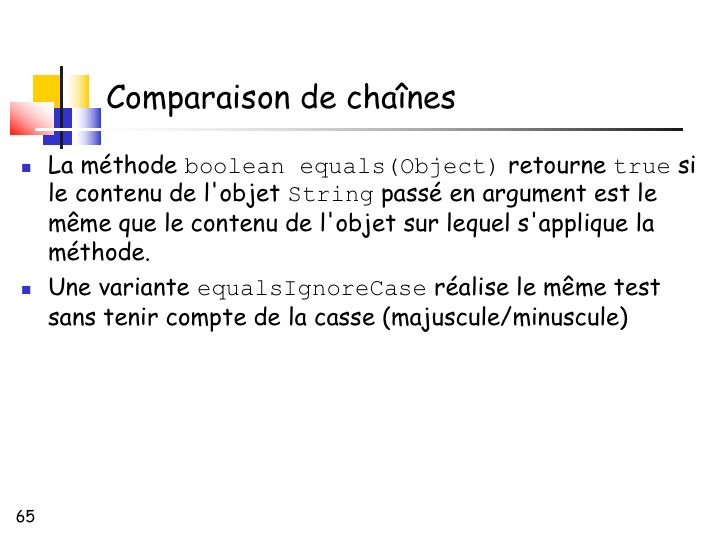 Comparaison de chaînes
La méthode boolean equals(Object) retourne true si
le contenu de l'objet String passé en argument est le
même que le contenu de l'objet sur lequel s'applique la
méthode.
Une variante equalsIgnoreCase réalise le même test
sans tenir compte de la casse (majuscule/minuscule)
65